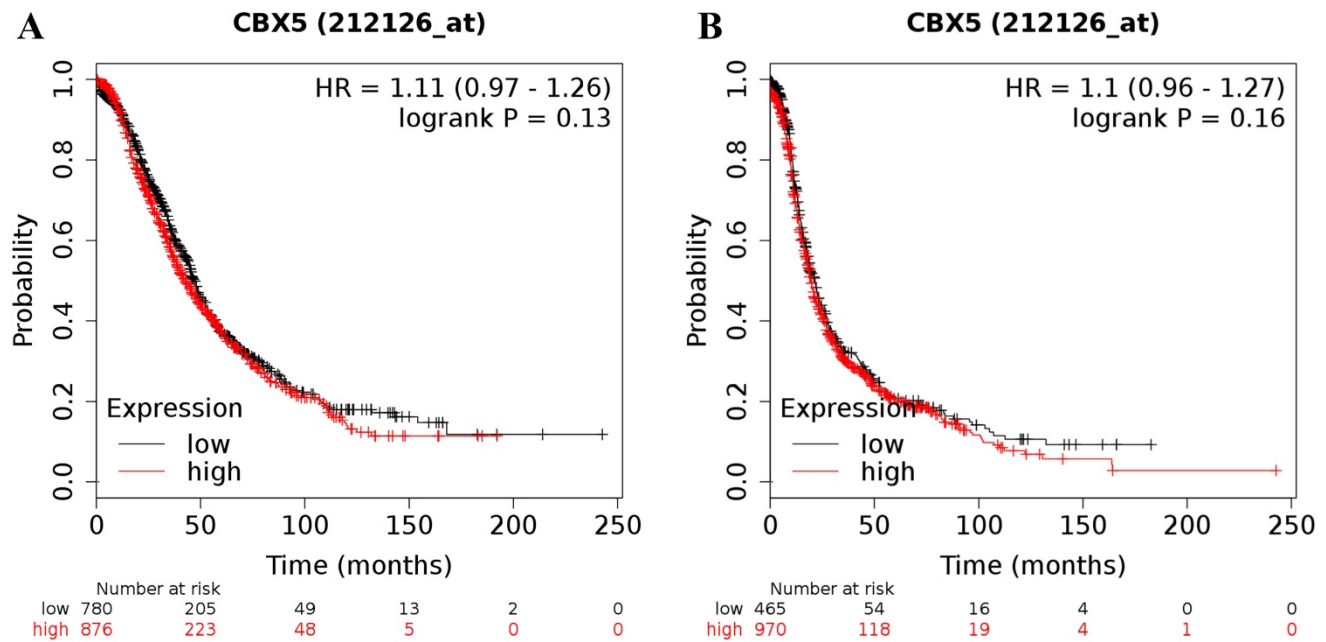 A
CBX5 (212126_at)
HR = 1.11 (0.97 - 1.26)
logrank P = 0.13
Probability
1.0
0.8
0.6
0.4
0.2
0.0
Expression
low
high
0 50 100 150 200 250
Time (months)
Number at risk
low 780 205 49 13 2 0
high 876 223 48 5 0 0
B
CBX5 (212126_at)
HR = 1.1 (0.96 - 1.27)
logrank P = 0.16
Probability
1.0
0.8
0.6
0.4
0.2
0.0
Expression
low
high
0 50 100 150 200 250
Time (months)
Number at risk
low 465 54 16 4 0 0
high 970 118 19 4 1 0